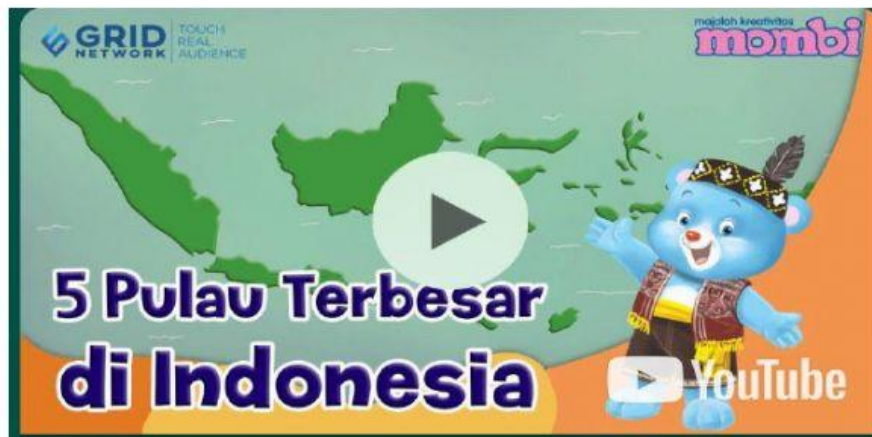 GRID
NETWORK
TOUCH
REAL
AUDIENCE
majalah kreativitas
mombi
5 Pulau Terbesar
di Indonesia
YouTube